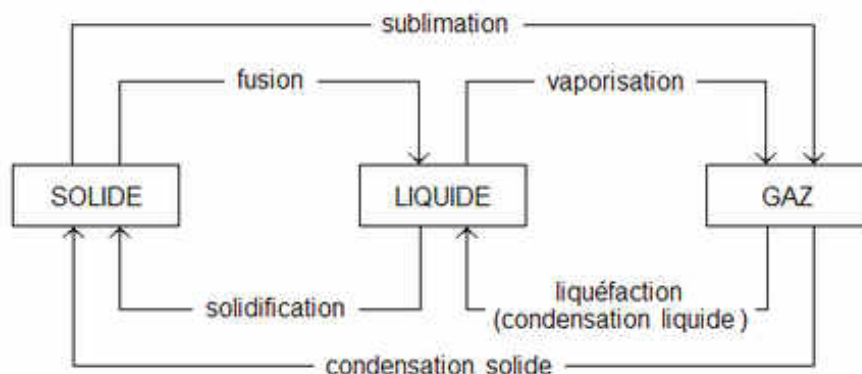 sublimation
fusion
vaporisation
SOLIDE
LIQUIDE
GAZ
solidification
liquéfaction
(condensation liquide)
condensation solide